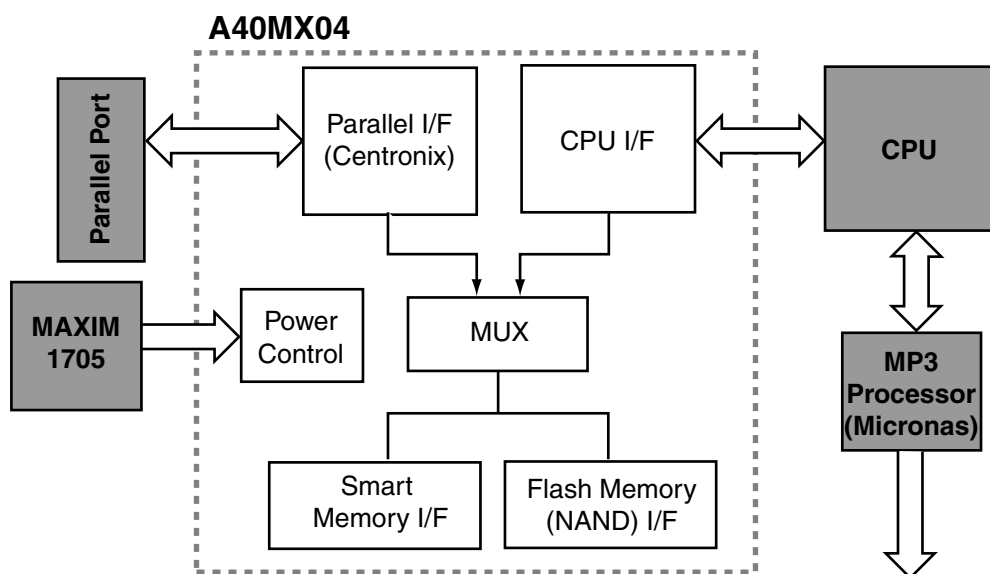 A40MX04
Parallel Port
Parallel I/F
(Centronix)
CPU I/F
CPU
MAXIM
1705
Power
Control
MUX
MP3
Processor
(Micronas)
Smart
Memory I/F
Flash Memory
(NAND) I/F